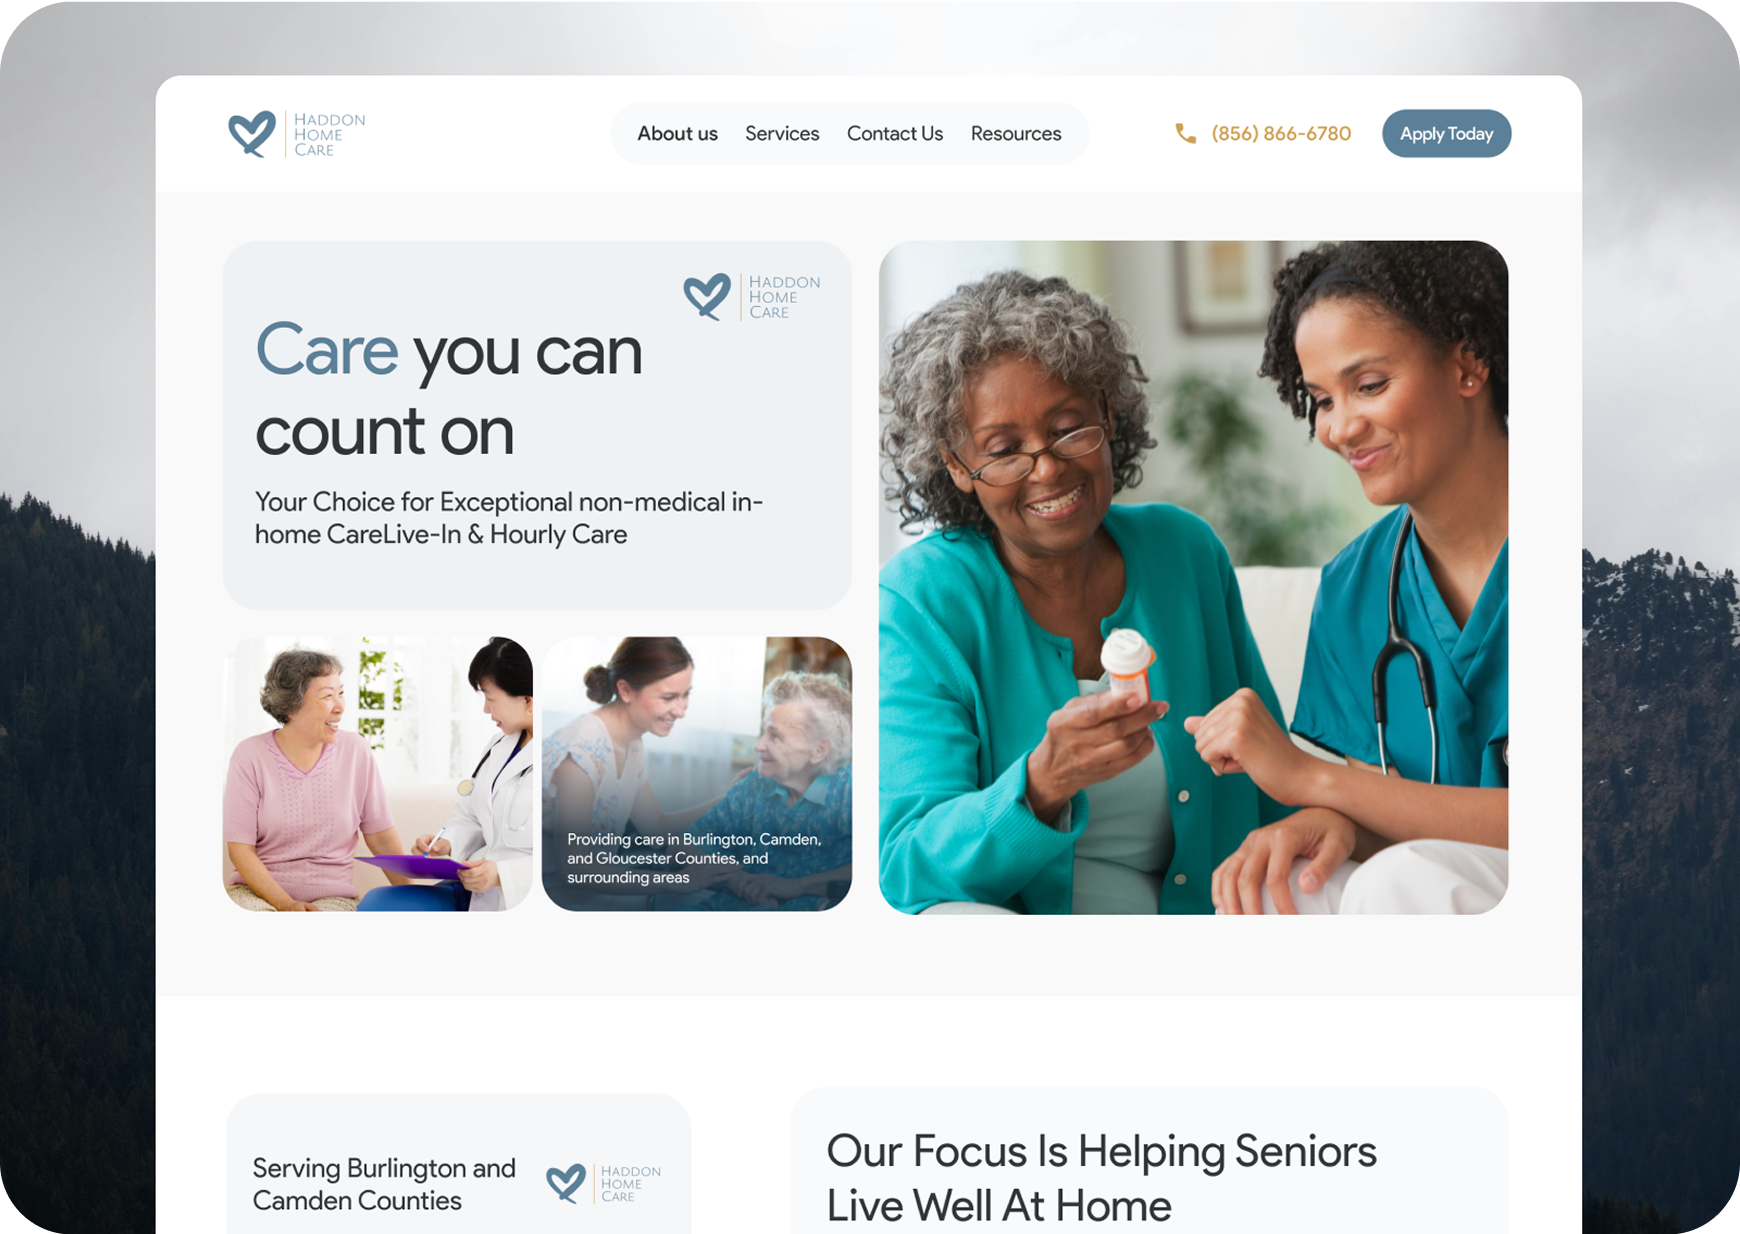 HADDON
HOME
CARE
About us
Services
Contact Us
Resources
(856) 866-6780
Apply Today
HADDON
HOME
CARE
Care you can
count on
Your Choice for Exceptional non-medical in-
home CareLive-In & Hourly Care
Providing care in Burlington, Camden,
and Gloucester Counties, and
surrounding areas
Serving Burlington and
Camden Counties
HADDON
HOME
CARE
Our Focus Is Helping Seniors
Live Well At Home